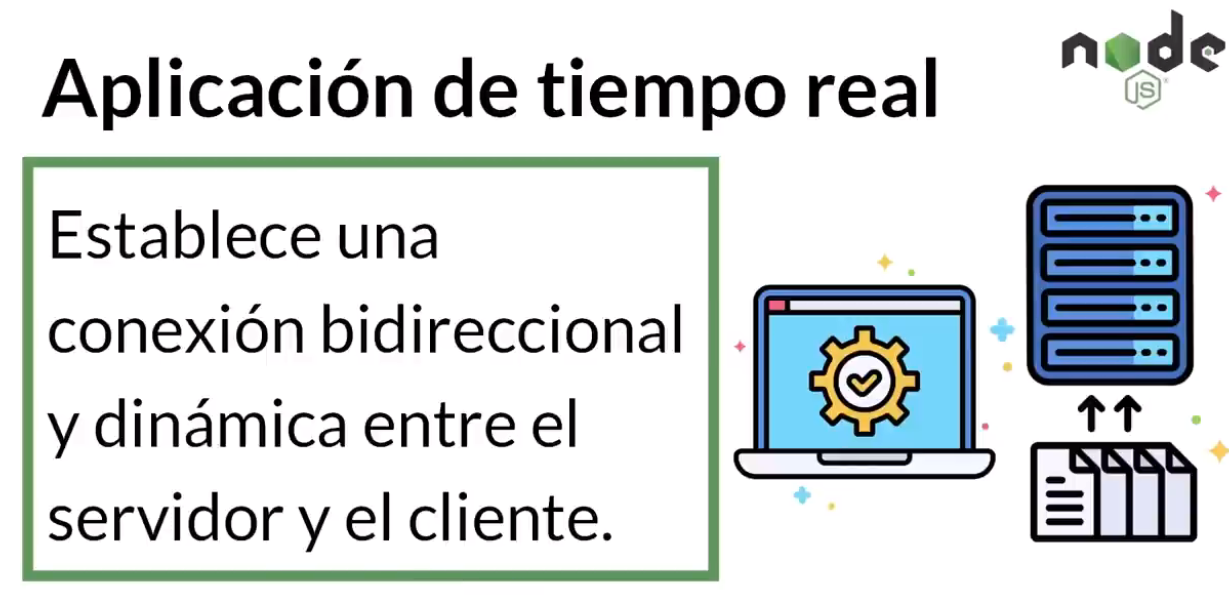 Aplicación de tiempo real
node
JS
Establece una
conexión bidireccional
y dinámica entre el
servidor y el cliente.